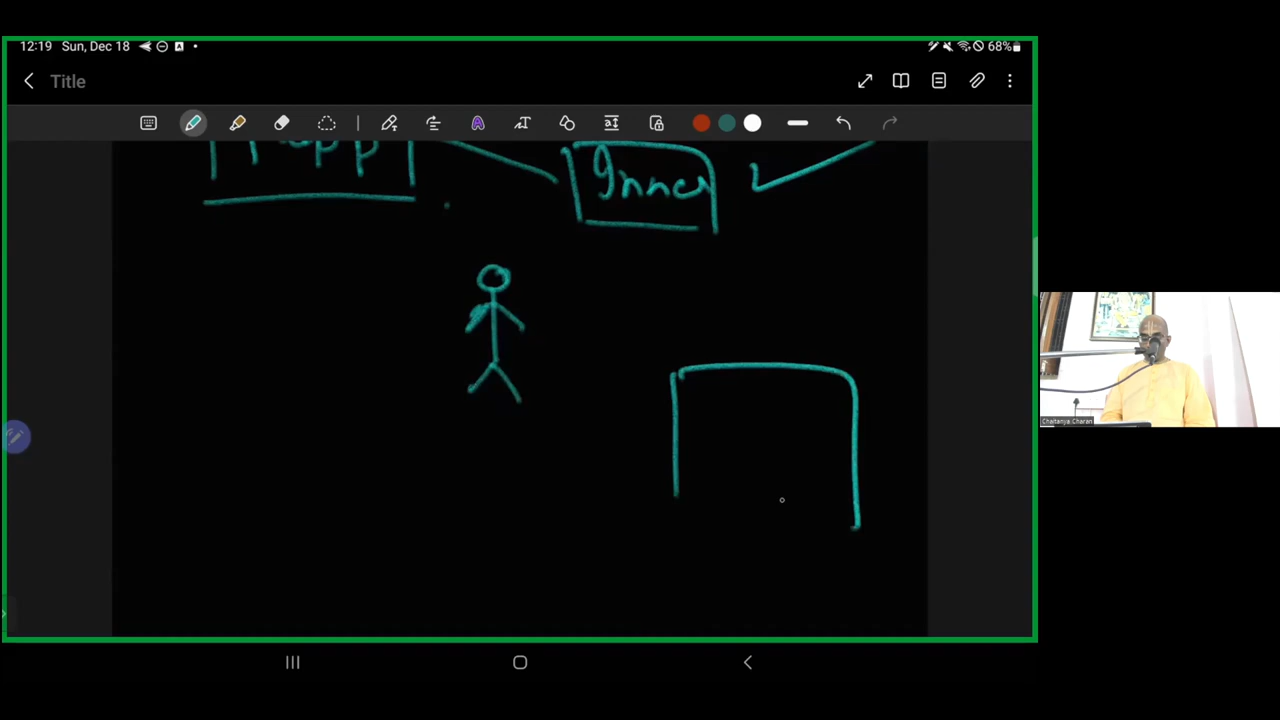 12:19 Sun, Dec 18
68%
Title
Inner
Chaitanya Charan